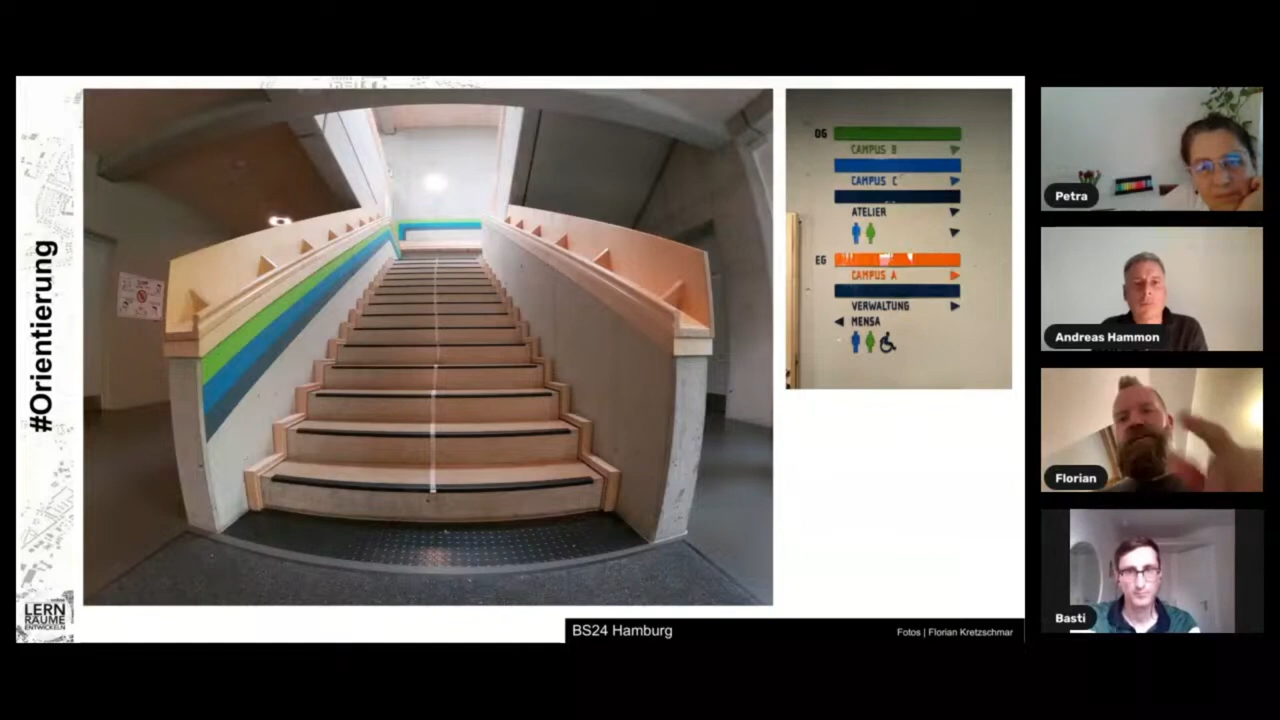 #Orientierung
LERN
RÄUME
ENTWICKELN
OG
CAMPUS B
CAMPUS C
ATELIER
EG
CAMPUS A
VERWALTUNG
MENSA
BS24 Hamburg
Fotos | Florian Kretzschmar
Petra
Andreas Hammon
Florian
Basti